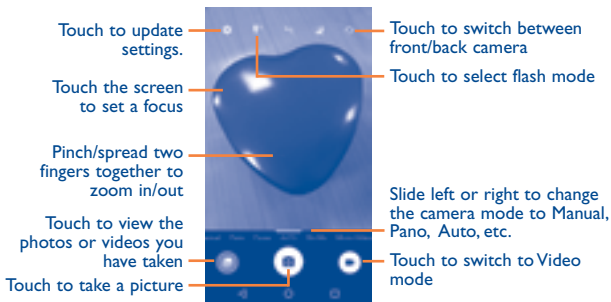 Touch to update
settings.
Touch the screen
to set a focus
Pinch/spread two
fingers together to
zoom in/out
Touch to view the
photos or videos you
have taken
Touch to take a picture
Touch to switch between
front/back camera
Touch to select flash mode
Slide left or right to change
the camera mode to Manual,
Pano, Auto, etc.
Touch to switch to Video
mode